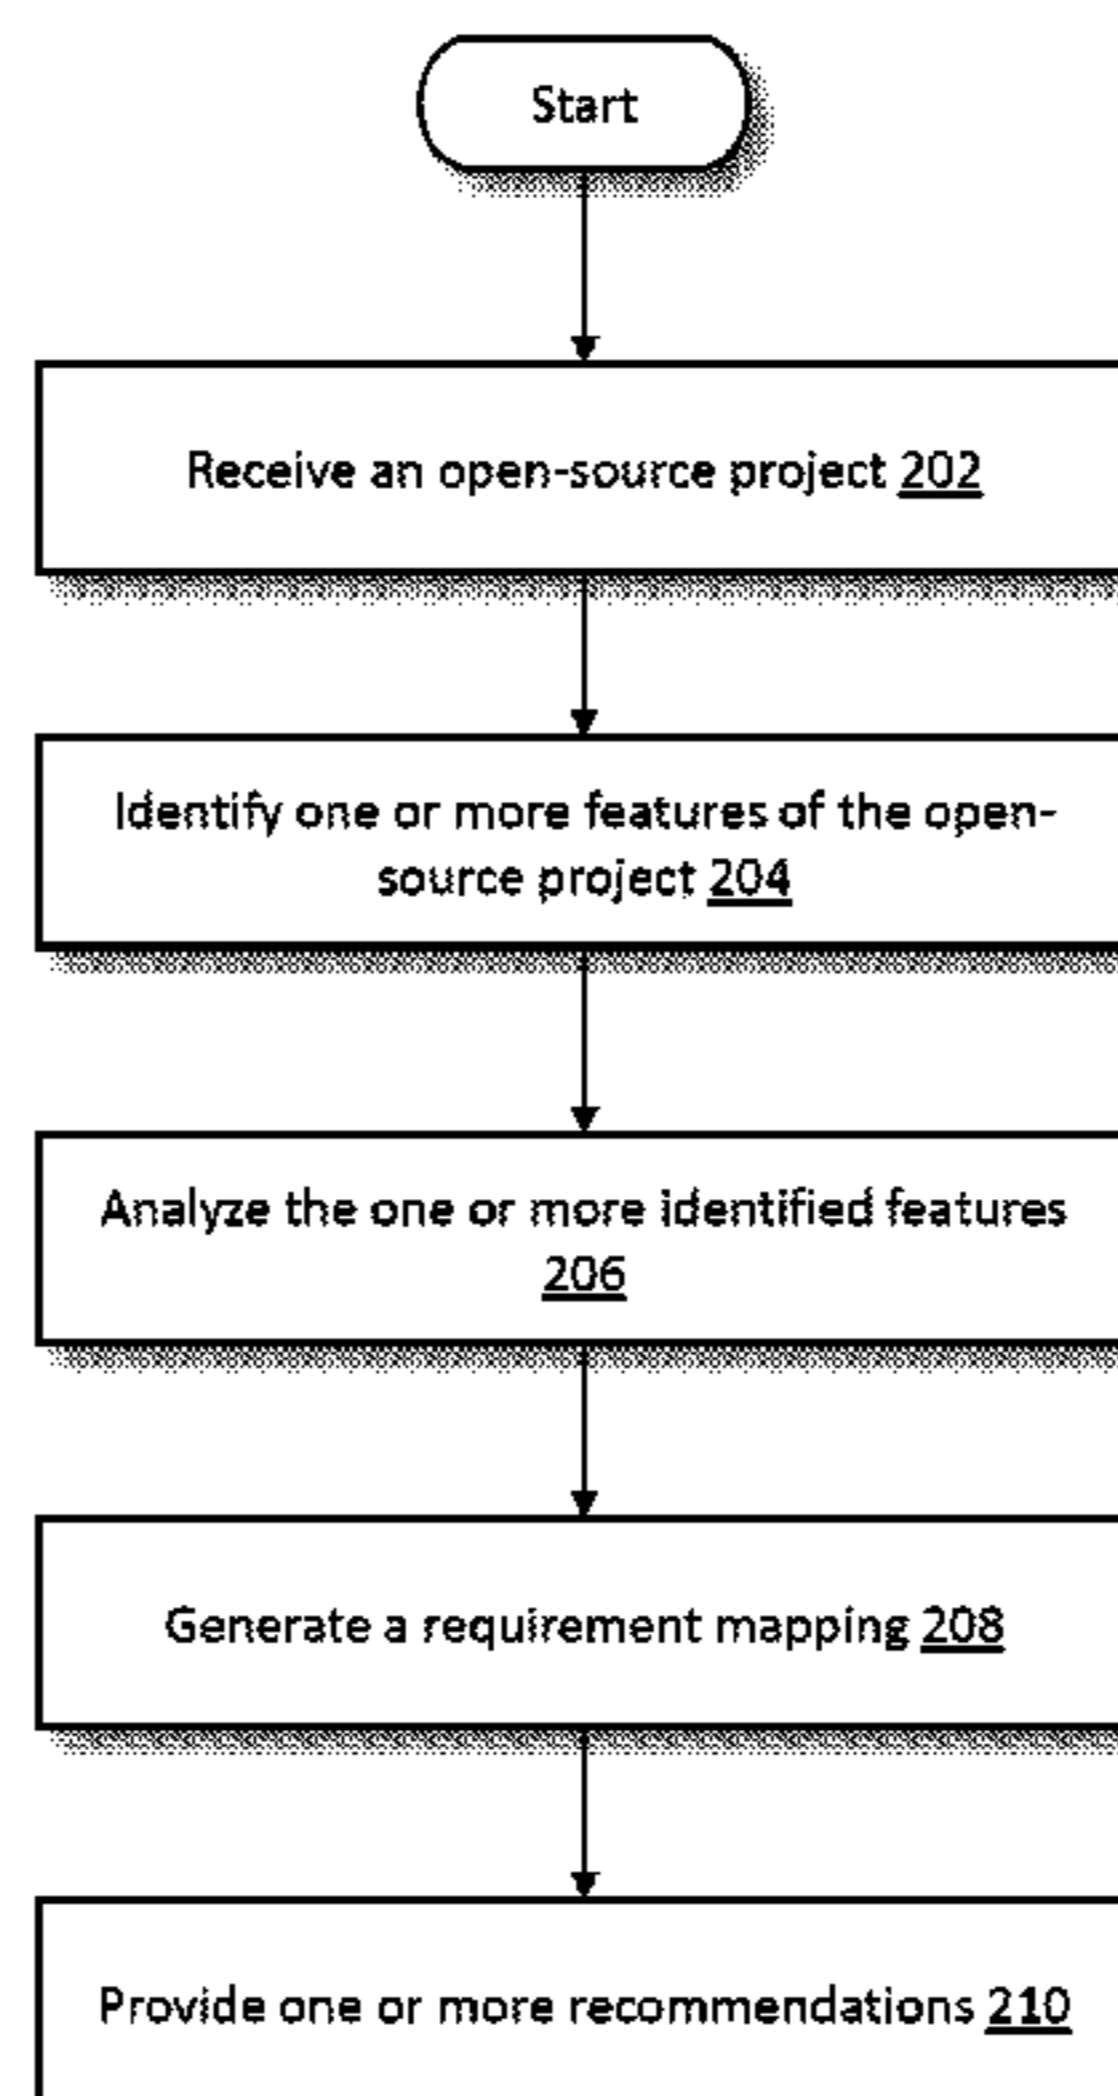 Start
Receive an open-source project 202
Identify one or more features of the open-
source project 204
Analyze the one or more identified features
206
Generate a requirement mapping 208
Provide one or more recommendations 210